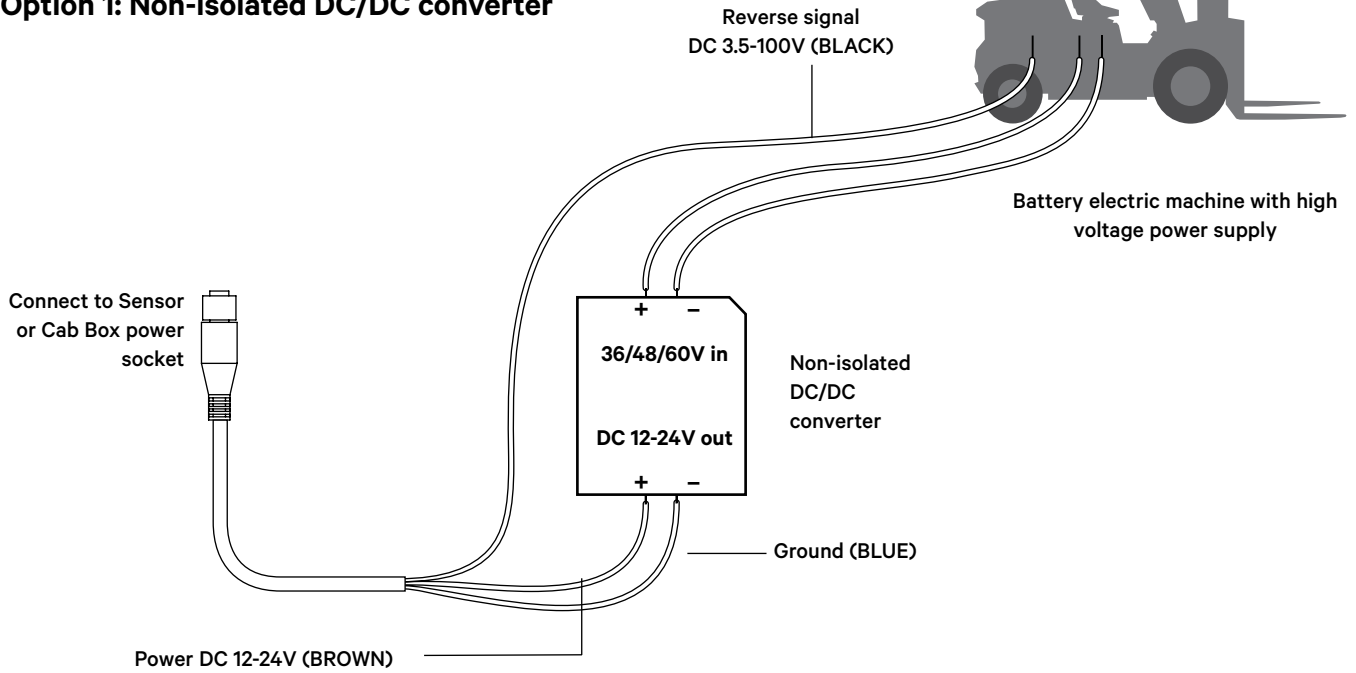 Option 1: Non-isolated DC/DC converter
Reverse signal
DC 3.5-100V (BLACK)
Battery electric machine with high
voltage power supply
Connect to Sensor
or Cab Box power
socket
+ −
36/48/60V in
Non-isolated
DC/DC
converter
DC 12-24V out
+ −
Ground (BLUE)
Power DC 12-24V (BROWN)